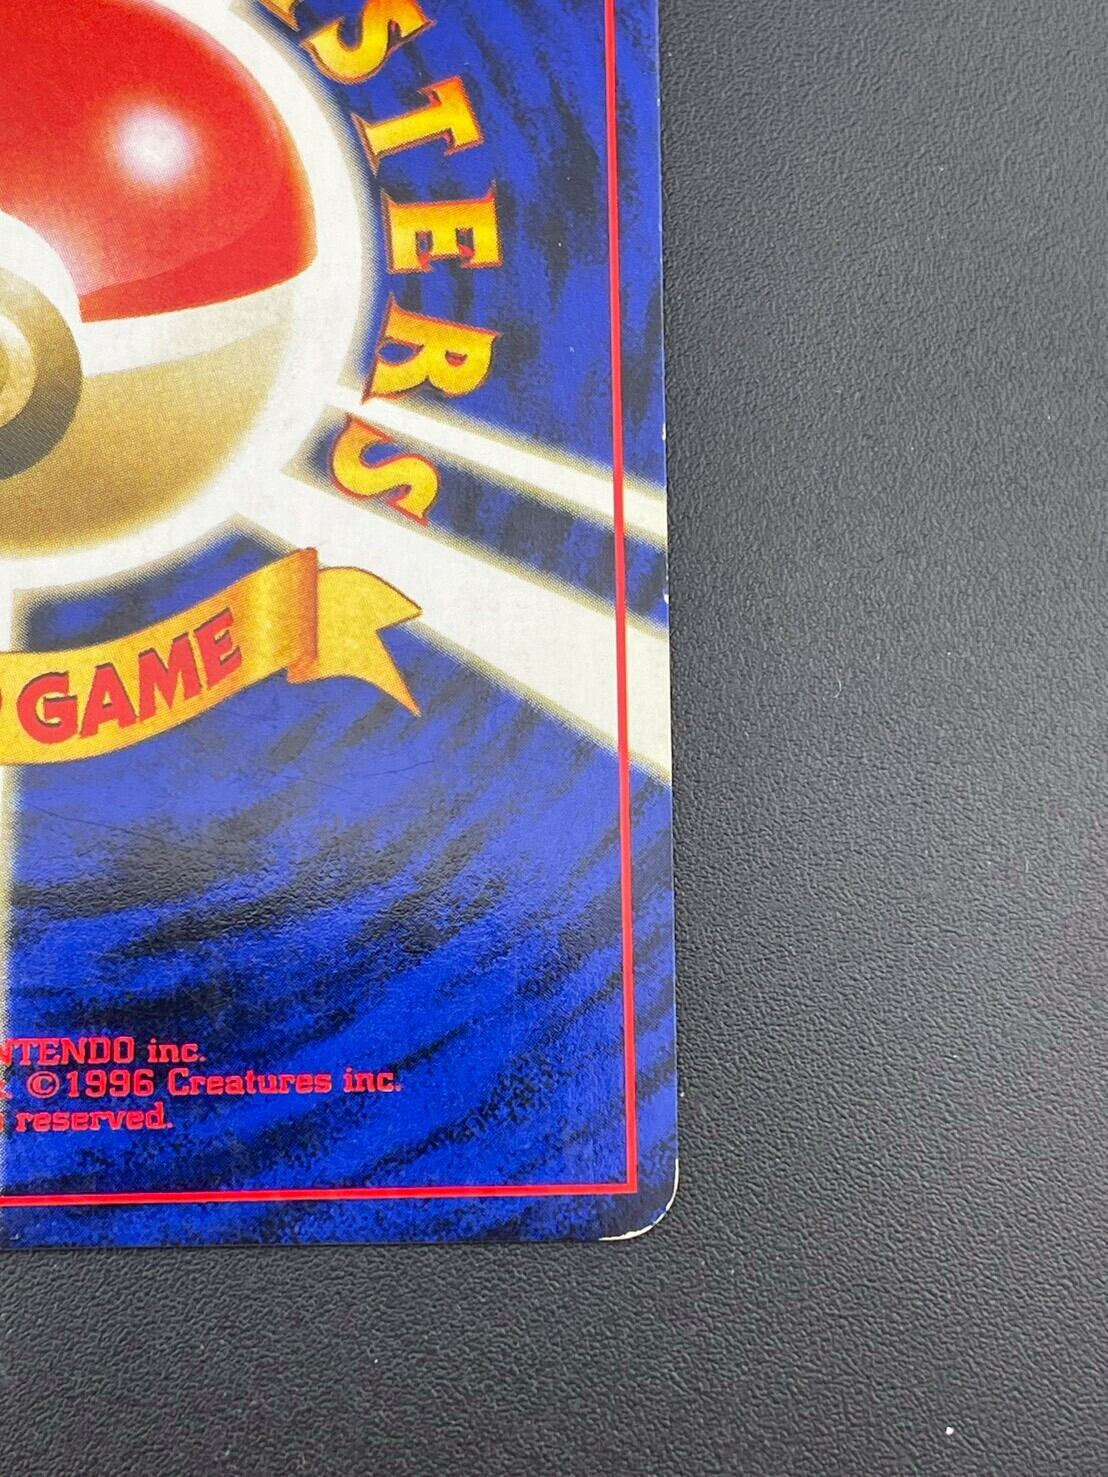 STERS
GAME
NTENDO inc.
©1996 Creatures inc.
reserved.